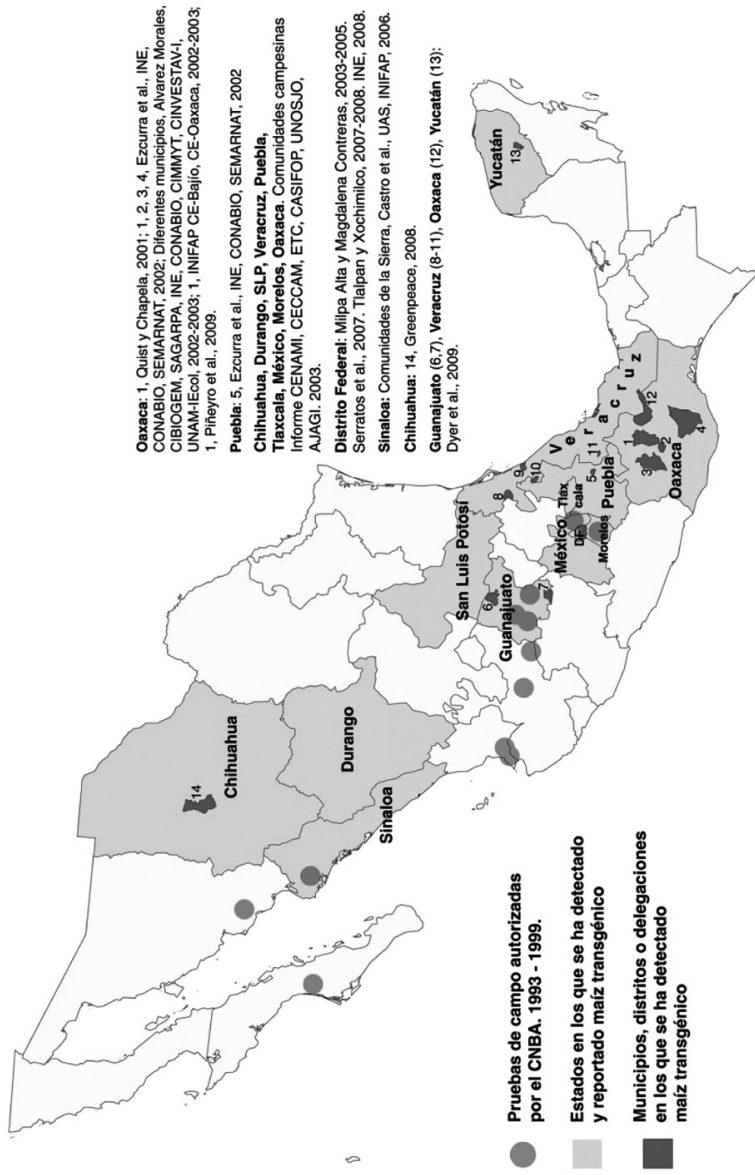 Oaxaca: 1, Quist y Chapela, 2001; 1, 2, 3, 4, Ezcurra et al., INE,
CONABIO, SEMARNAT, 2002; Diferentes municipios, Alvarez Morales,
CIBIOGEM, SAGARPA, INE, CONABIO, CIMMYT, CINVESTAV-I,
UNAM-IEcol, 2002-2003; 1, INIFAP CE-Bajío, CE-Oaxaca, 2002-2003;
1, Piñeyro et al., 2009.
Puebla: 5, Ezcurra et al., INE, CONABIO, SEMARNAT, 2002
Chihuahua, Durango, SLP, Veracruz, Puebla,
Tlaxcala, México, Morelos, Oaxaca. Comunidades campesinas
Informe CENAMI, CECCAM, ETC, CASIFOP, UNOSJO,
AJAGI. 2003.
Distrito Federal: Milpa Alta y Magdalena Contreras, 2003-2005.
Serratos et al., 2007. Tlalpan y Xochimilco, 2007-2008. INE, 2008.
Sinaloa: Comunidades de la Sierra, Castro et al., UAS, INIFAP, 2006.
Chihuahua: 14, Greenpeace, 2008.
Guanajuato (6,7), Veracruz (8-11), Oaxaca (12), Yucatán (13):
Dyer et al., 2009.
14
Chihuahua
Durango
Sinaloa
San Luis Potosí
6
Guanajuato
7
8
9
10
11
Veracruz
México
DF
Tlax
cala
Morelos
5
Puebla
1
2
3
4
12
Oaxaca
Yucatán
13
Pruebas de campo autorizadas
por el CNBA. 1993 - 1999.
Estados en los que se ha detectado
y reportado maíz transgénico
Municipios, distritos o delegaciones
en los que se ha detectado
maíz transgénico